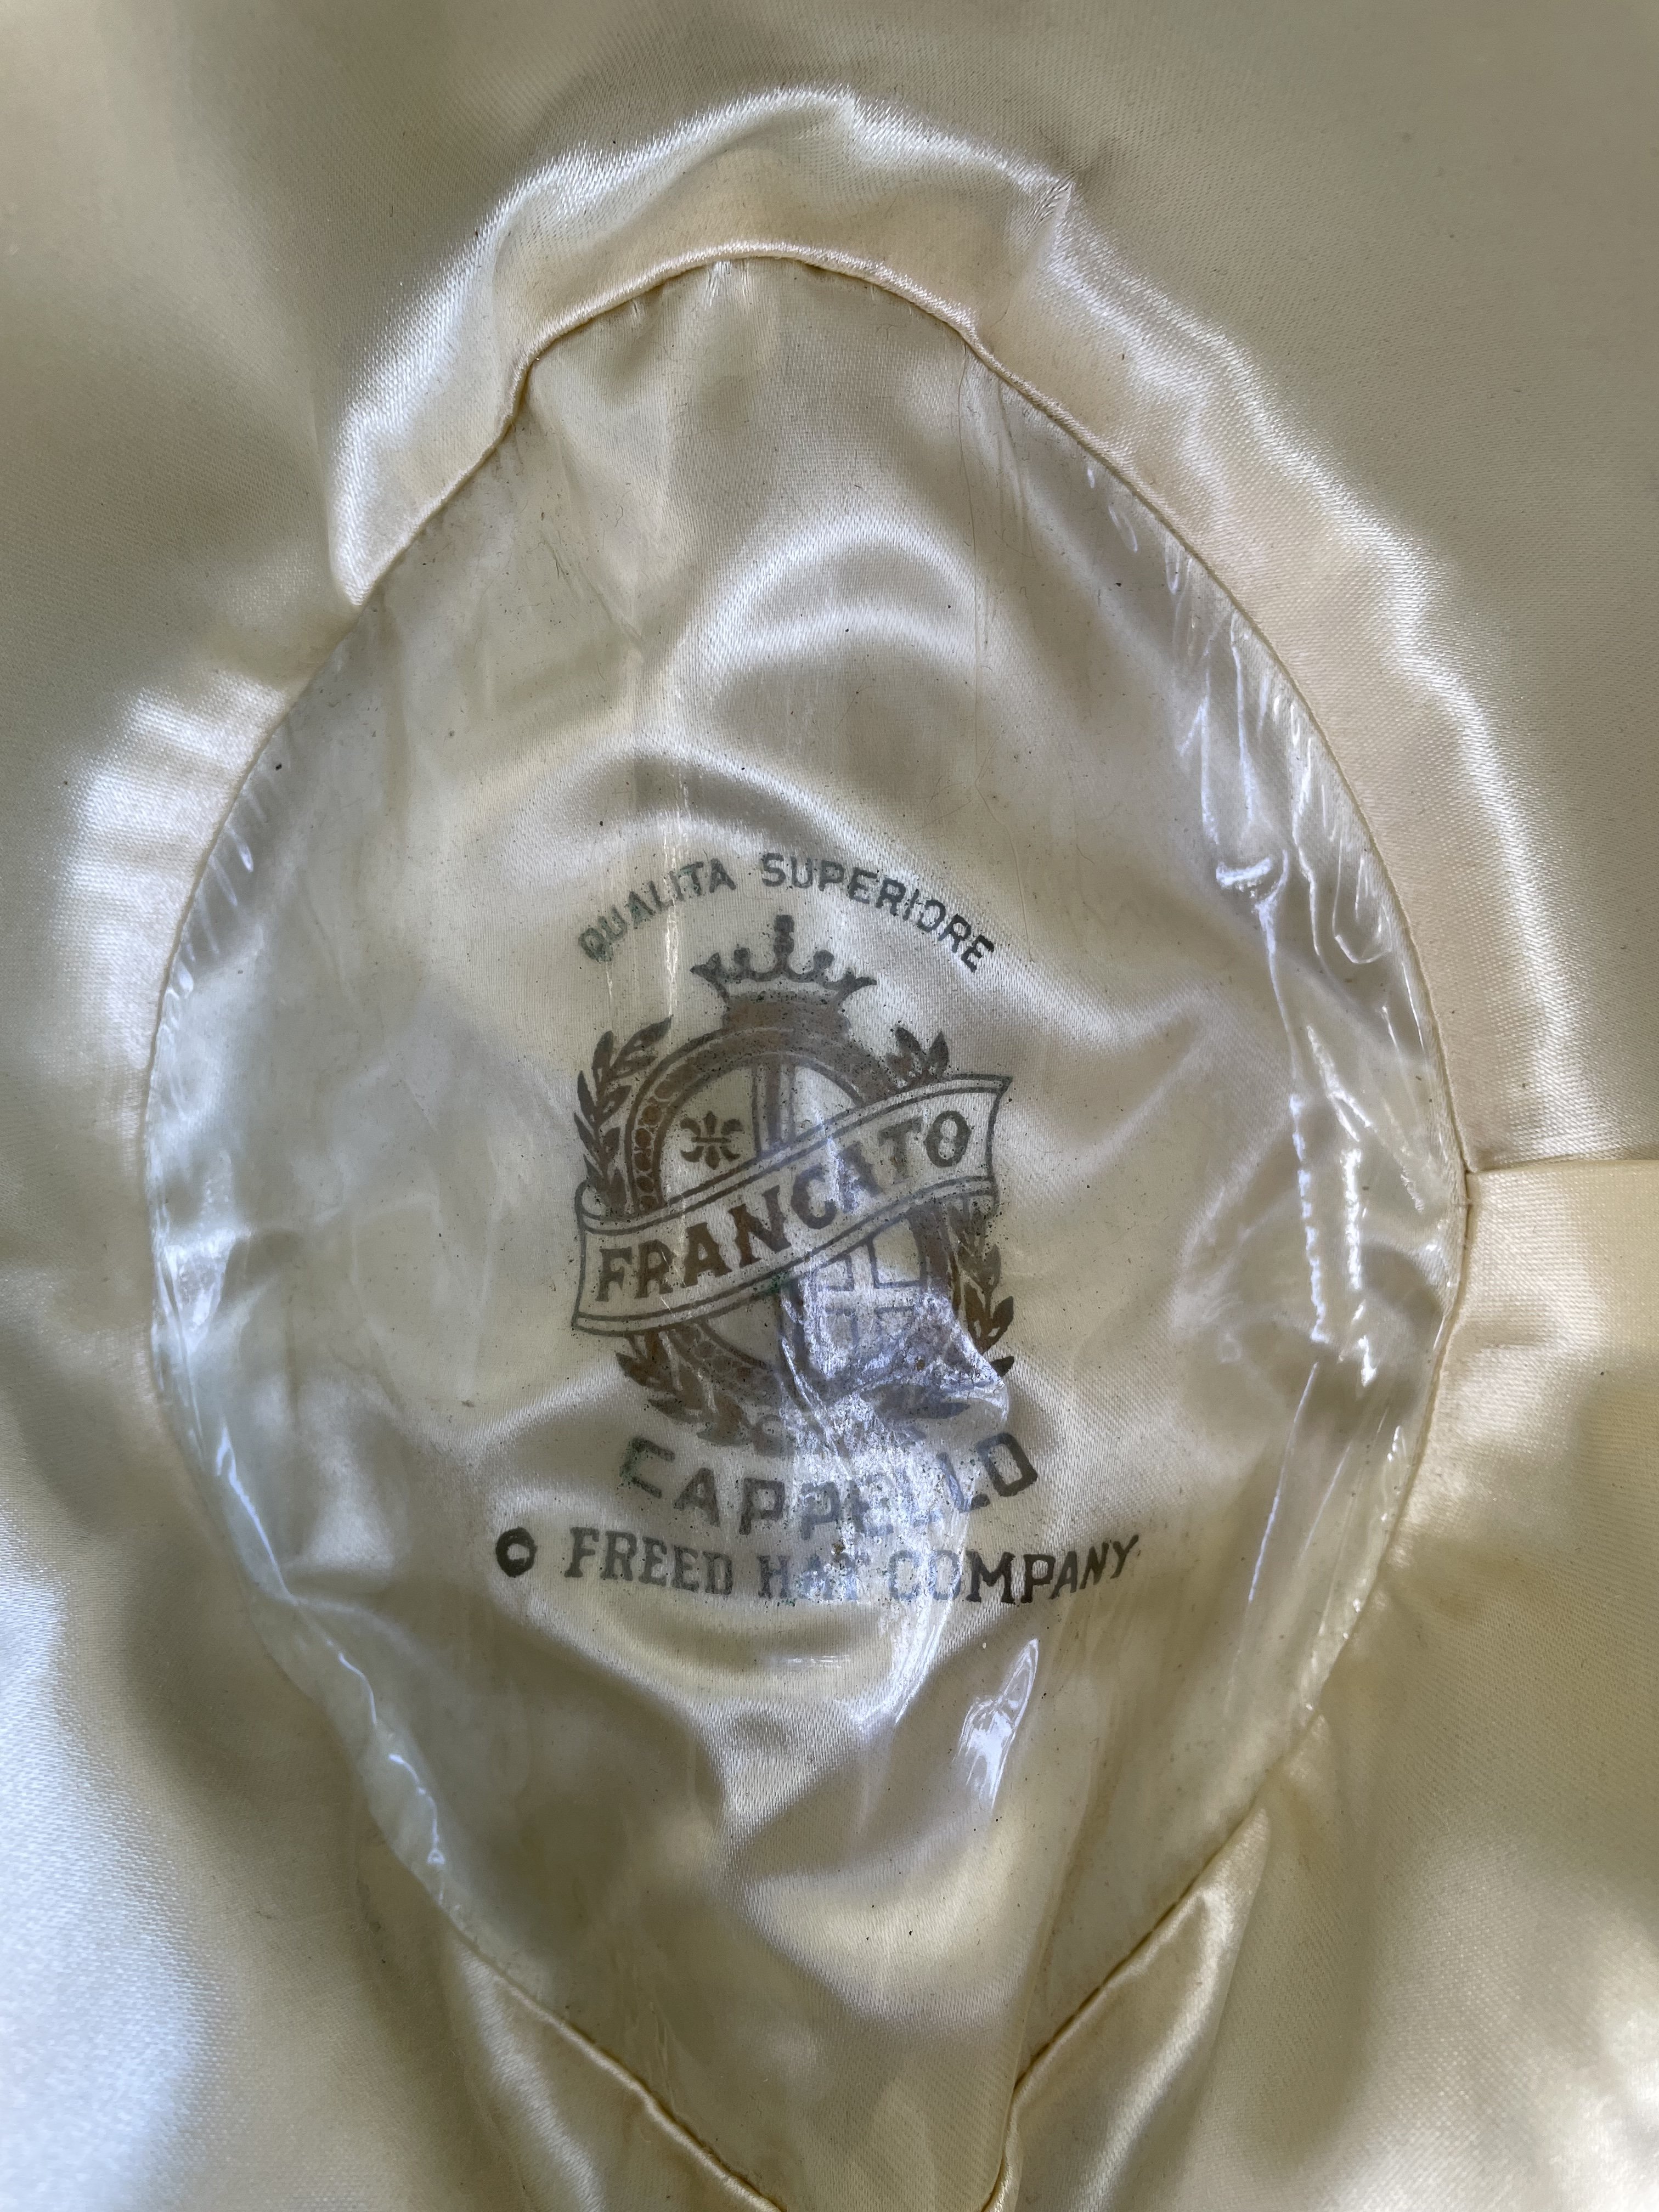 QUALITA SUPERIORE
FRANCATO
CAPPELLO
© FREED HAT COMPANY